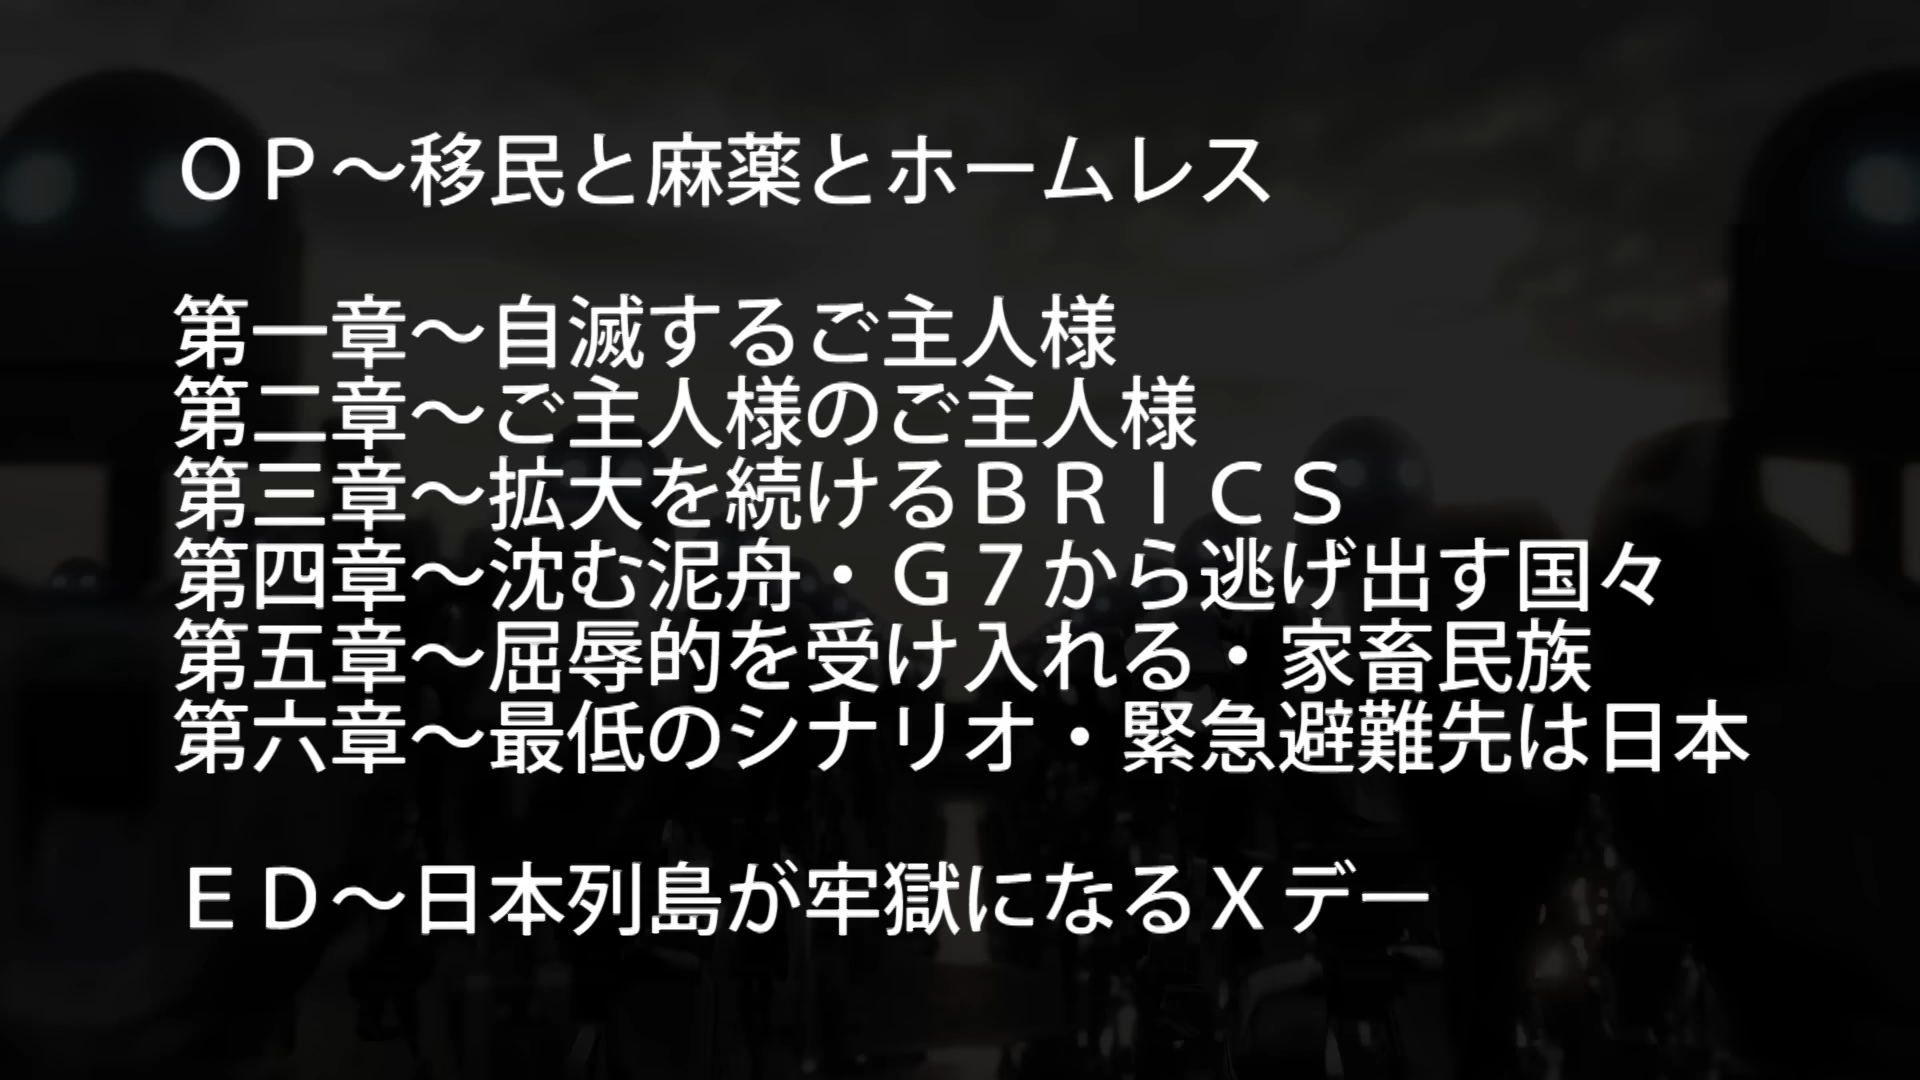 ＯＰ～移民と麻薬とホームレス
第一章～自滅するご主人様
第二章～ご主人様のご主人様
第三章～拡大を続けるＢＲＩＣＳ
第四章～沈む泥舟・Ｇ７から逃げ出す国々
第五章～屈辱的を受け入れる・家畜民族
第六章～最低のシナリオ・緊急避難先は日本
ＥＤ～日本列島が牢獄になるＸデー